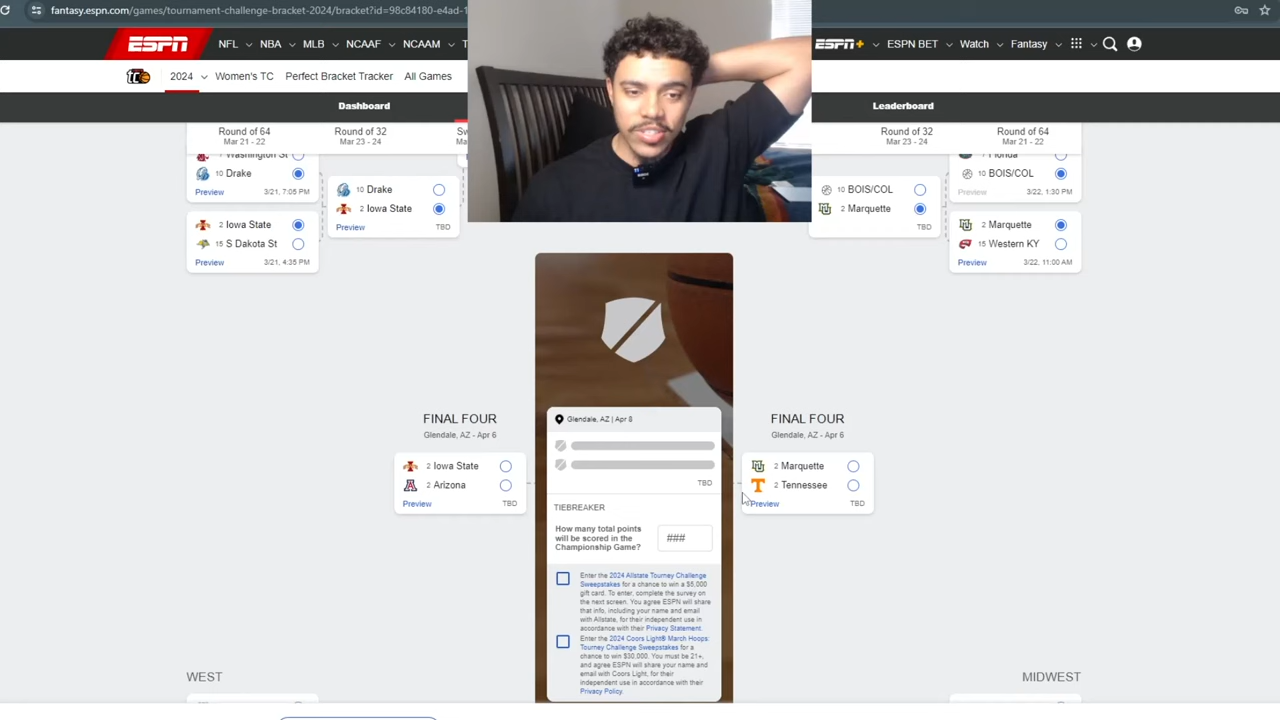 fantasy.espn.com/games/tournament-challenge-bracket-2024/bracket?id=98c84180-e4ad-1
ESPN NFL NBA MLB NCAAF NCAAM
ESPN+ ESPN BET Watch Fantasy
TC 2024 Women's TC Perfect Bracket Tracker All Games
Dashboard
Leaderboard
Round of 64
Mar 21 - 22
Round of 32
Mar 23 - 24
Round of 32
Mar 23 - 24
Round of 64
Mar 21 - 22
Washington St
10 Drake
Preview 3/21, 7:05 PM
2 Iowa State
15 S Dakota St
Preview 3/21, 4:35 PM
10 Drake
2 Iowa State
Preview TBD
10 BOIS/COL
2 Marquette
TBD
Florida
10 BOIS/COL
Preview 3/22, 1:30 PM
2 Marquette
15 Western KY
Preview 3/22, 11:00 AM
FINAL FOUR
Glendale, AZ - Apr 6
2 Iowa State
2 Arizona
Preview TBD
Glendale, AZ | Apr 8
TBD
TIEBREAKER
How many total points
will be scored in the
Championship Game?
###
Enter the 2024 Allstate Tourney Challenge
Sweepstakes for a chance to win a $5,000
gift card. To enter, complete the survey on
the next screen. You agree ESPN will share
that info, including your name and email
with Allstate, for their independent use in
accordance with their Privacy Statement.
Enter the 2024 Coors Light® March Hoops:
Tourney Challenge Sweepstakes for a
chance to win $30,000. You must be 21+,
and agree ESPN will share your name and
email with Coors Light, for their
independent use in accordance with their
Privacy Policy.
FINAL FOUR
Glendale, AZ - Apr 6
2 Marquette
2 Tennessee
Preview TBD
WEST
MIDWEST